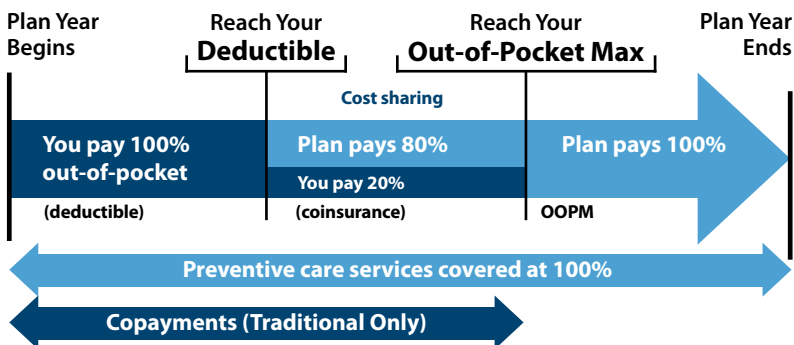 Plan Year
Begins
Reach Your
Deductible
Reach Your
Out-of-Pocket Max
Plan Year
Ends
Cost sharing
You pay 100%
out-of-pocket
Plan pays 80%
You pay 20%
Plan pays 100%
(deductible)
(coinsurance)
OOPM
Preventive care services covered at 100%
Copayments (Traditional Only)